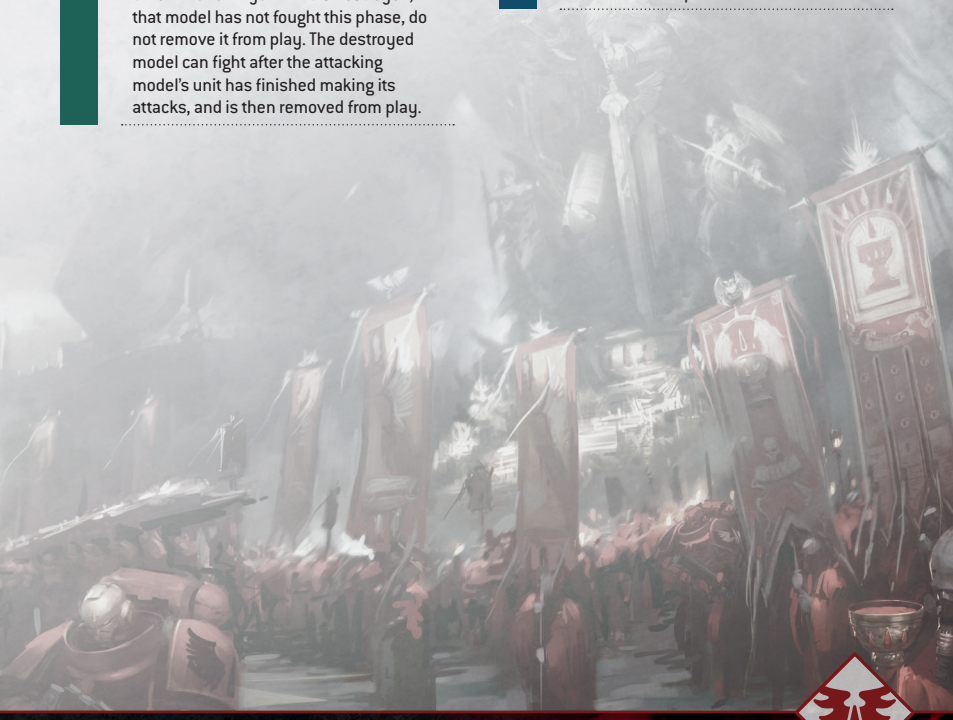 that model has not fought this phase, do
not remove it from play. The destroyed
model can fight after the attacking
model's unit has finished making its
attacks, and is then removed from play.